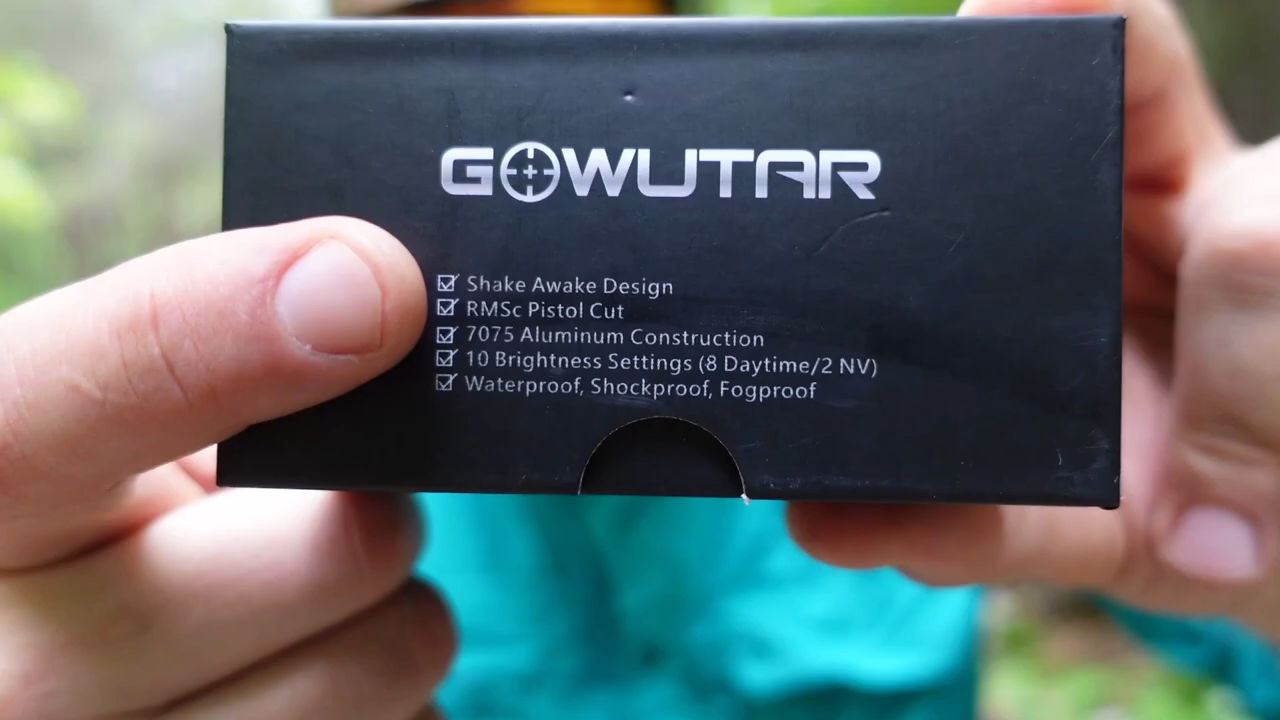 GOWUTAR
☑ Shake Awake Design
☑ RMSc Pistol Cut
☑ 7075 Aluminum Construction
☑ 10 Brightness Settings (8 Daytime/2 NV)
☑ Waterproof, Shockproof, Fogproof